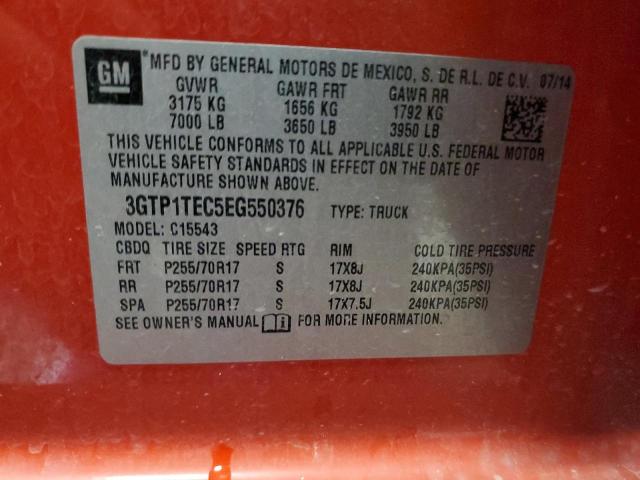 GM *MFD BY GENERAL MOTORS DE MEXICO, S. DE R.L. DE C.V. 07/14
GVWR GAWR FRT GAWR RR
3175 KG 1656 KG 1792 KG
7000 LB 3650 LB 3950 LB
THIS VEHICLE CONFORMS TO ALL APPLICABLE U.S. FEDERAL MOTOR
VEHICLE SAFETY STANDARDS IN EFFECT ON THE DATE OF
MANUFACTURE SHOWN ABOVE.
3GTP1TEC5EG550376 TYPE: TRUCK
MODEL: C15543
CBDQ TIRE SIZE SPEED RTG RIM COLD TIRE PRESSURE
FRT P255/70R17 S 17X8J 240KPA(35PSI)
RR P255/70R17 S 17X8J 240KPA(35PSI)
SPA P255/70R17 S 17X7.5J 240KPA(35PSI)
SEE OWNER'S MANUAL FOR MORE INFORMATION.